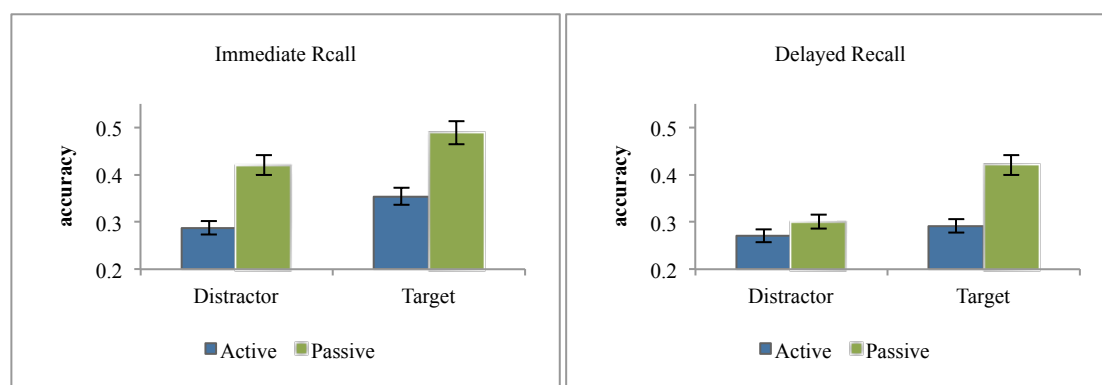 Immediate Rcall
accuracy
0.5
0.4
0.3
0.2
Distractor Target
Active Passive
Delayed Recall
accuracy
0.5
0.4
0.3
0.2
Distractor Target
Active Passive